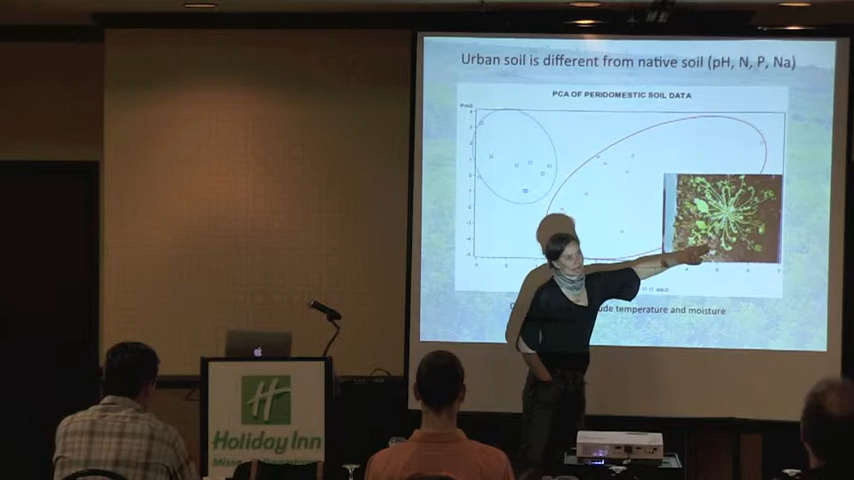 Urban soil is different from native soil (pH, N, P, Na)
PCA OF PERIDOMESTIC SOIL DATA
WILD
ude temperature and moisture
H
Holiday Inn